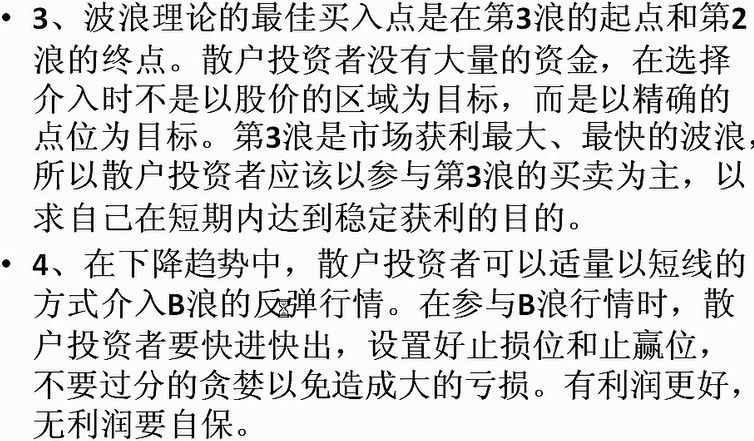 • 3、波浪理论的最佳买入点是在第3浪的起点和第2
浪的终点。散户投资者没有大量的资金，在选择
介入时不是以股价的区域为目标，而是以精确的
点位为目标。第3浪是市场获利最大、最快的波浪，
所以散户投资者应该以参与第3浪的买卖为主，以
求自己在短期内达到稳定获利的目的。
• 4、在下降趋势中，散户投资者可以适量以短线的
方式介入B浪的反弹行情。在参与B浪行情时，散
户投资者要快进快出，设置好止损位和止赢位，
不要过分的贪婪以免造成大的亏损。有利润更好，
无利润要自保。